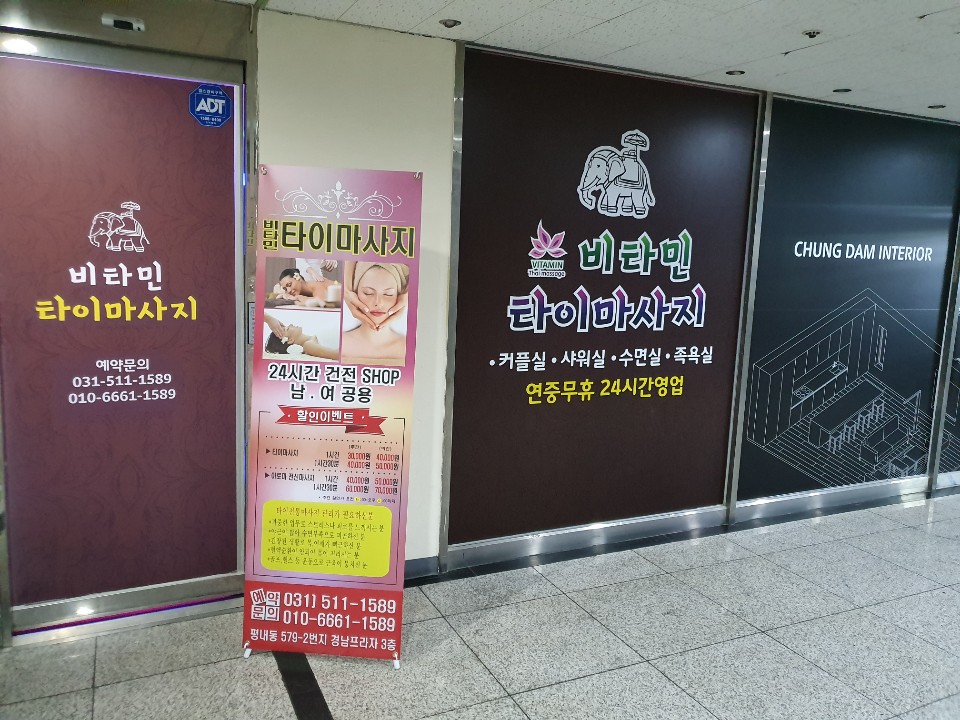 ADT
비타민
타이마사지
예약문의
031-511-1589
010-6661-1589
비타민 타이마사지
24시간 건전 SHOP
남 . 여 공용
할인이벤트
(주간) (야간)
▶ 타이마사지 1시간 30,000원 40,000원
1시간30분 40,000원 50,000원
▶ 아로마 전신마사지 1시간 40,000원 50,000원
1시간30분 60,000원 70,000원
예약문의 031) 511-1589
010-6661-1589
평내동 579-2번지 경남프라자 3층
VITAMIN
Thai massage
비타민
타이마사지
• 커플실 • 샤워실 • 수면실 • 족욕실
연중무휴 24시간영업
CHUNG DAM INTERIOR